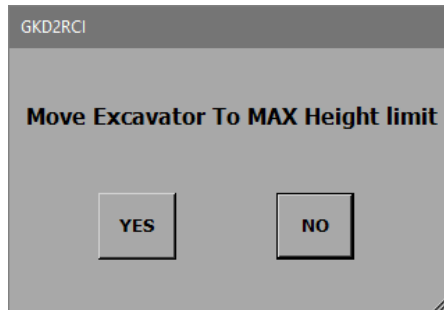 GKD2RCI
Move Excavator To MAX Height limit
YES
NO